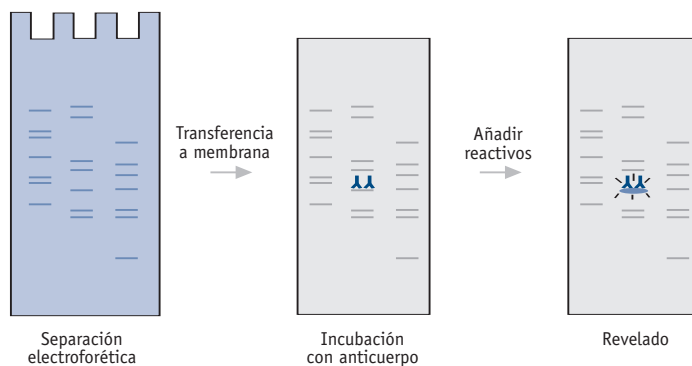 Transferencia
a membrana
Añadir
reactivos
Separación
electroforética
Incubación
con anticuerpo
Revelado